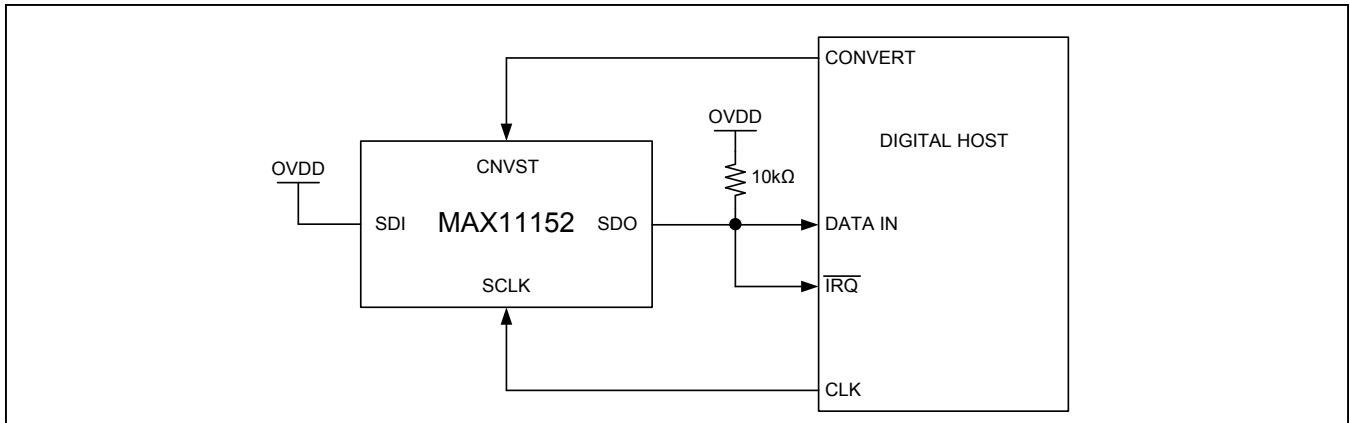 CONVERT
OVDD
DIGITAL HOST
OVDD
CNVST
10kΩ
SDI MAX11152 SDO
DATA IN
SCLK
IRQ
CLK